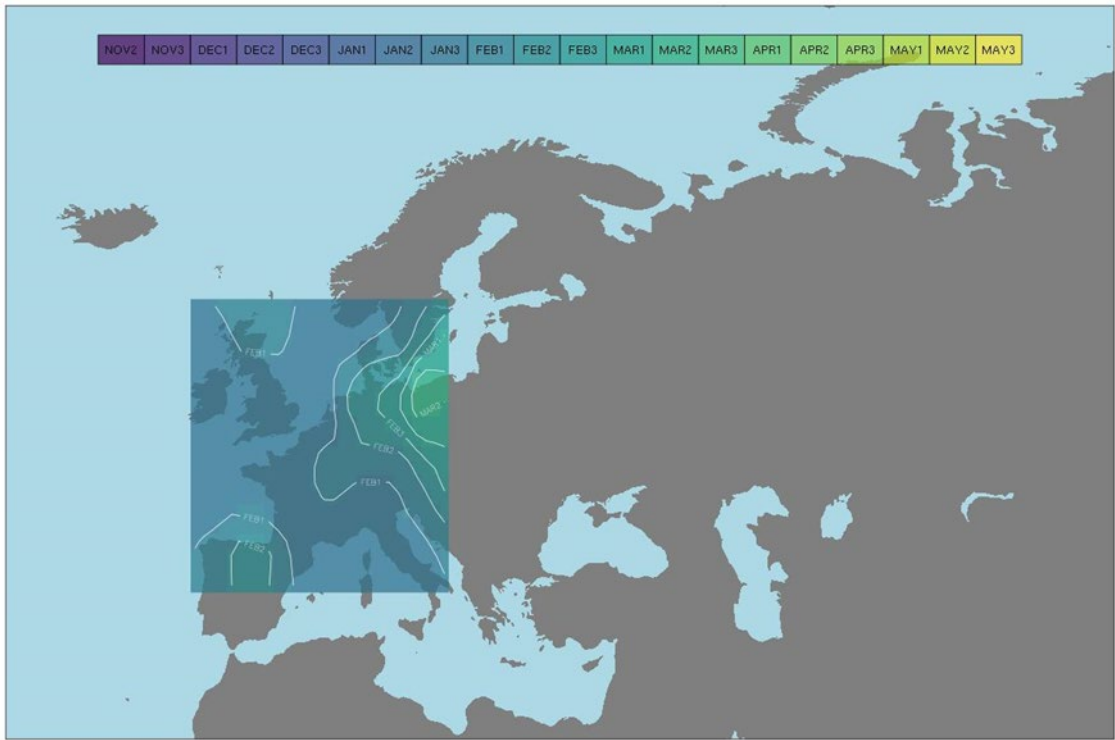 NOV2 NOV3 DEC1 DEC2 DEC3 JAN1 JAN2 JAN3 FEB1 FEB2 FEB3 MAR1 MAR2 MAR3 APR1 APR2 APR3 MAY1 MAY2 MAY3
MAR1
FEB1
MAR2
FEB3
FEB2
FEB1
FEB1
FEB2